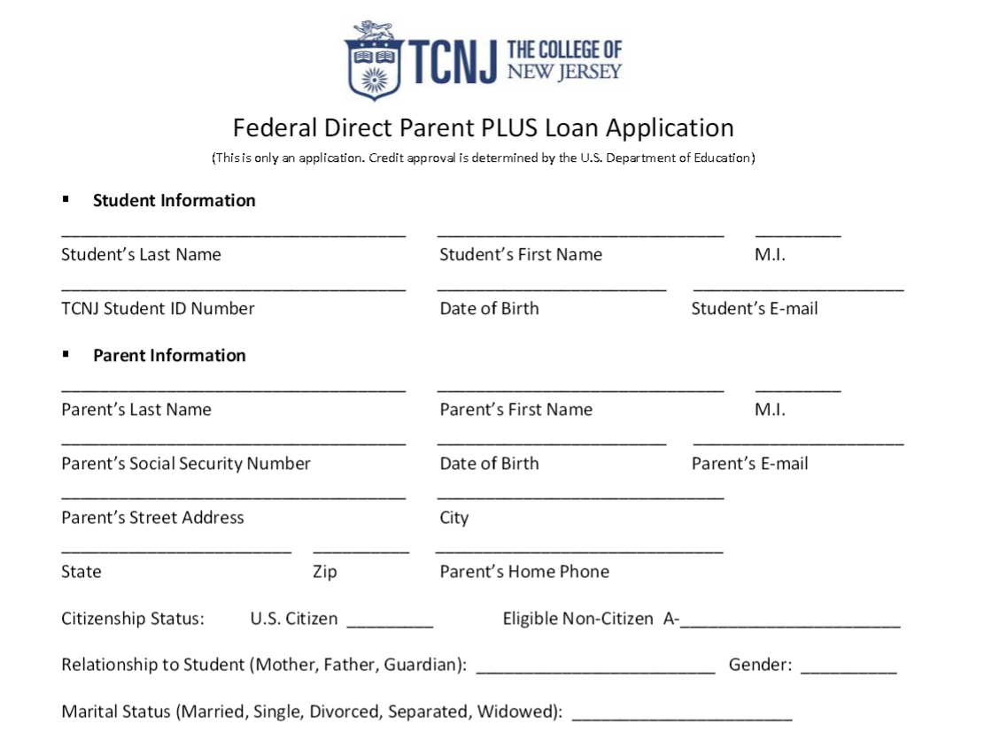 TCNJ THE COLLEGE OF
NEW JERSEY
Federal Direct Parent PLUS Loan Application
(This is only an application. Credit approval is determined by the U.S. Department of Education)
▪ Student Information
Student’s Last Name Student’s First Name M.I.
TCNJ Student ID Number Date of Birth Student’s E-mail
▪ Parent Information
Parent’s Last Name Parent’s First Name M.I.
Parent’s Social Security Number Date of Birth Parent’s E-mail
Parent’s Street Address City
State Zip Parent’s Home Phone
Citizenship Status: U.S. Citizen _________ Eligible Non-Citizen A-_______________________
Relationship to Student (Mother, Father, Guardian): _________________________ Gender: __________
Marital Status (Married, Single, Divorced, Separated, Widowed): _______________________